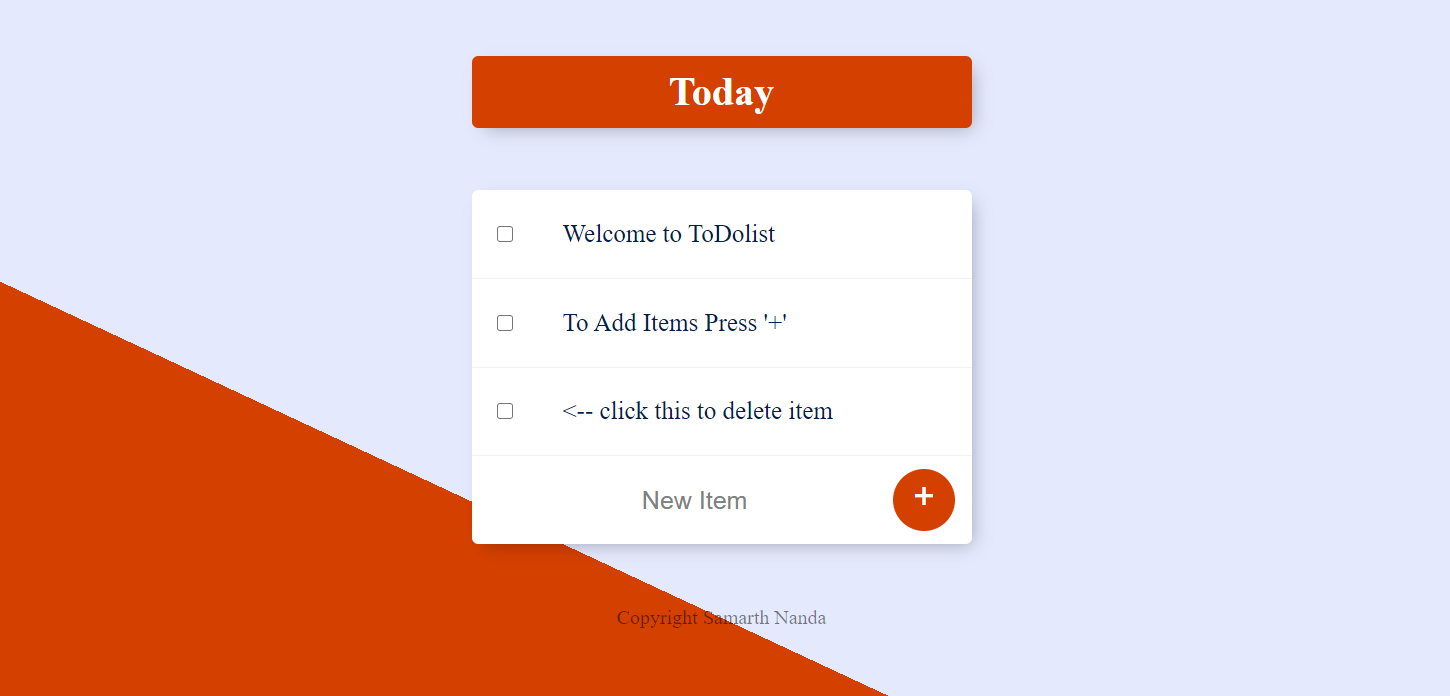 Today
Welcome to ToDolist
To Add Items Press '+'
<-- click this to delete item
New Item
+
Copyright Samarth Nanda